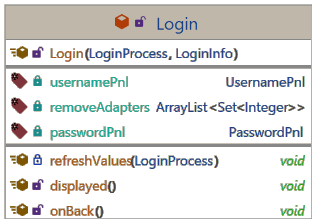 Login
Login(LoginProcess, LoginInfo)
usernamePnl UsernamePnl
removeAdapters ArrayList<Set<Integer>>
passwordPnl PasswordPnl
refreshValues(LoginProcess) void
displayed() void
onBack() void